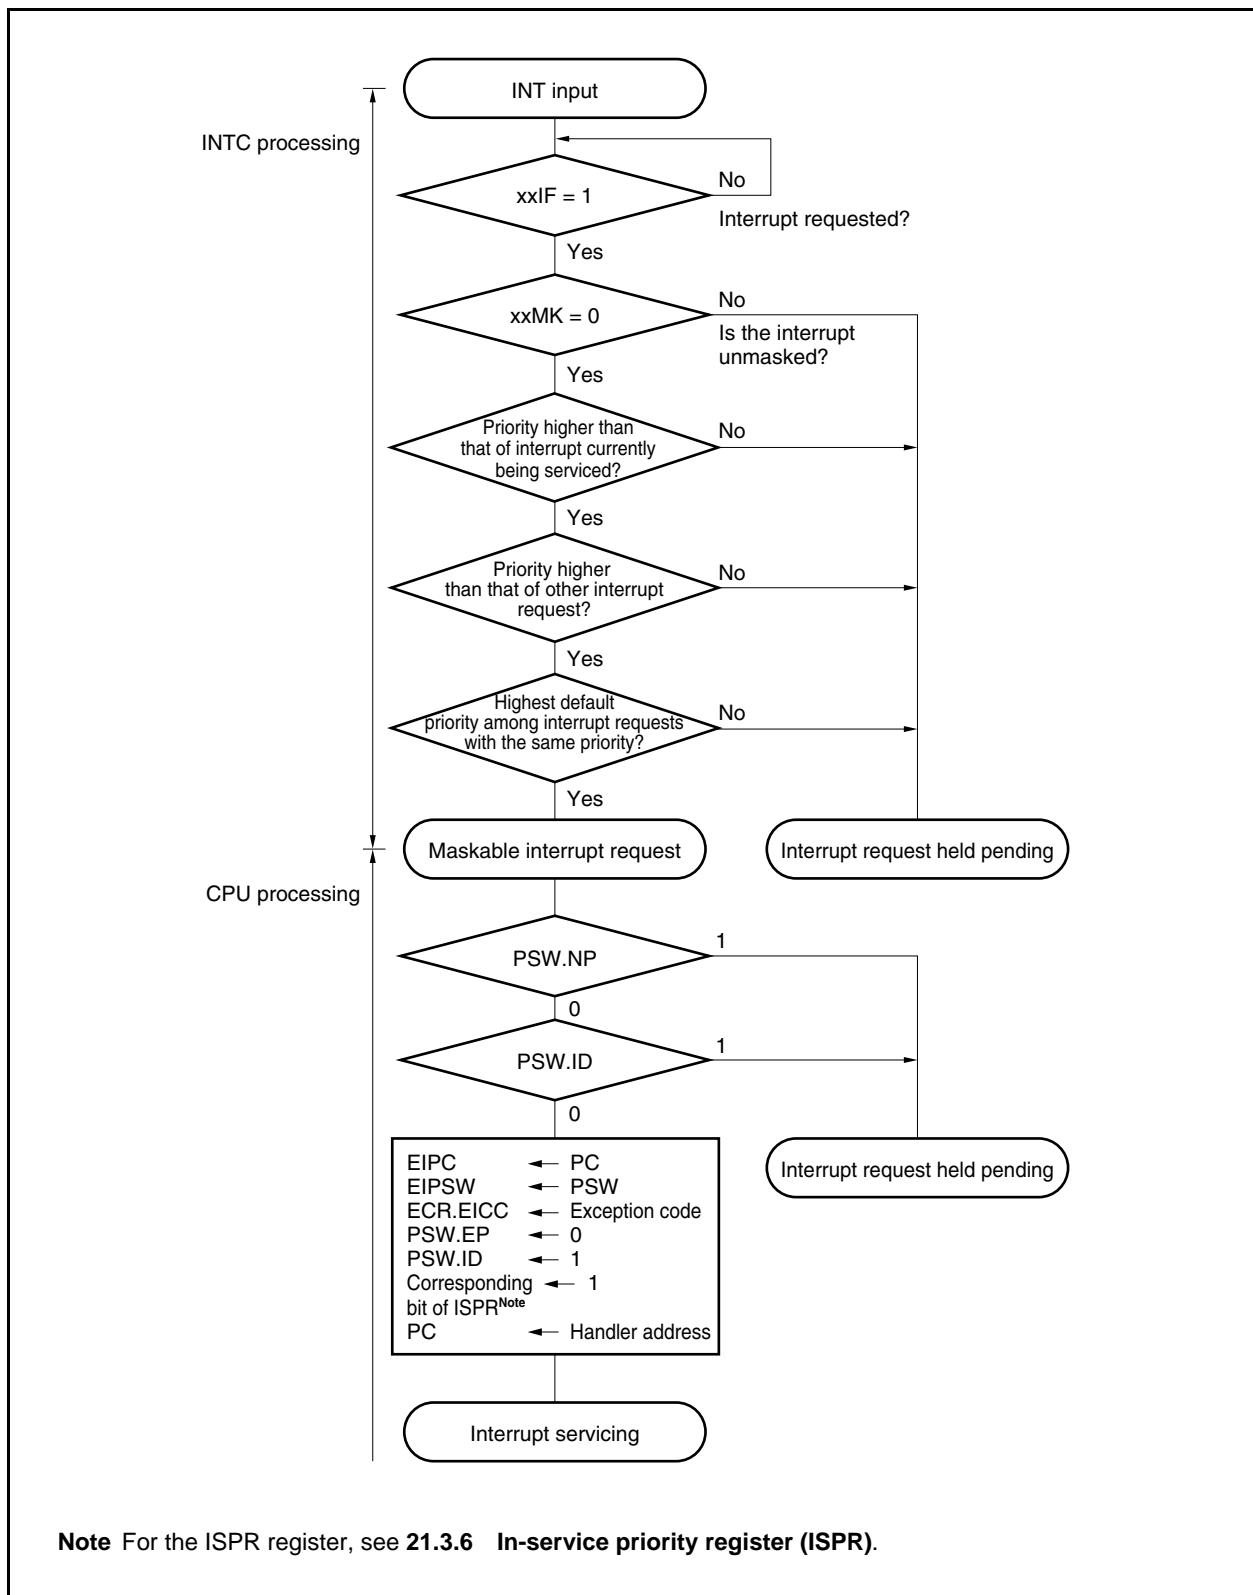 INT input
INTC processing
xxIF = 1
No
Interrupt requested?
Yes
xxMK = 0
No
Is the interrupt
unmasked?
Yes
Priority higher than
that of interrupt currently
being serviced?
No
Yes
Priority higher
than that of other interrupt
request?
No
Yes
Highest default
priority among interrupt requests
with the same priority?
No
Yes
Maskable interrupt request
Interrupt request held pending
CPU processing
PSW.NP
1
0
PSW.ID
1
0
EIPC ← PC
EIPSW ← PSW
ECR.EICC ← Exception code
PSW.EP ← 0
PSW.ID ← 1
Corresponding ← 1
bit of ISPRNote
PC ← Handler address
Interrupt request held pending
Interrupt servicing
Note For the ISPR register, see 21.3.6 In-service priority register (ISPR).